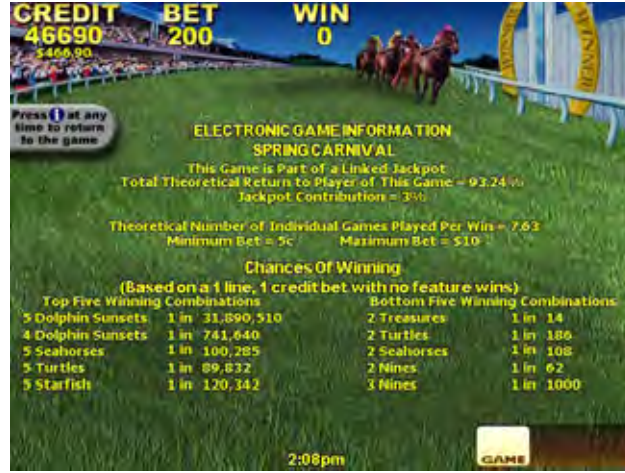 CREDIT BET WIN
46690 200 0
$466.90
WINNER WINNER
Press i at any
time to return
to the game
ELECTRONIC GAME INFORMATION
SPRING CARNIVAL
This Game is Part of a Linked Jackpot
Total Theoretical Return to Player of This Game = 93.24%
Jackpot Contribution = 3%
Theoretical Number of Individual Games Played Per Win = 7.63
Minimum Bet = 5c Maximum Bet = $10
Chances Of Winning
(Based on a 1 line, 1 credit bet with no feature wins)
Top Five Winning Combinations Bottom Five Winning Combinations
5 Dolphin Sunsets 1 in 31,890,510 2 Treasures 1 in 14
4 Dolphin Sunsets 1 in 741,640 2 Turtles 1 in 186
5 Seahorses 1 in 100,285 2 Seahorses 1 in 108
5 Turtles 1 in 89,832 2 Nines 1 in 62
5 Starfish 1 in 120,342 3 Nines 1 in 1000
2:08pm
GAME